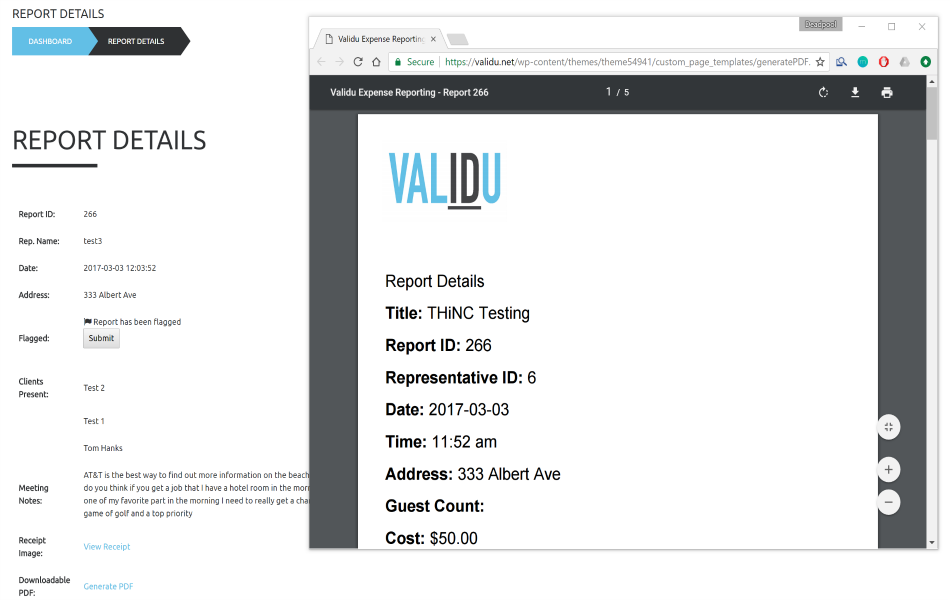 REPORT DETAILS
DASHBOARD
REPORT DETAILS
REPORT DETAILS
Report ID: 266
Rep. Name: test3
Date: 2017-03-03 12:03:52
Address: 333 Albert Ave
Report has been flagged
Flagged: Submit
Clients Present: Test 2
Test 1
Tom Hanks
Meeting Notes:
AT&T is the best way to find out more information on the beach
do you think if you get a job that I have a hotel room in the mor
one of my favorite part in the morning I need to really get a cha
game of golf and a top priority
Receipt Image: View Receipt
Downloadable PDF: Generate PDF
Deadpool
Validu Expense Reporting
Secure https://validu.net/wp-content/themes/theme54941/custom_page_templates/generatePDF.
Validu Expense Reporting - Report 266
1 / 5
VALIDU
Report Details
Title: THiNC Testing
Report ID: 266
Representative ID: 6
Date: 2017-03-03
Time: 11:52 am
Address: 333 Albert Ave
Guest Count:
Cost: $50.00